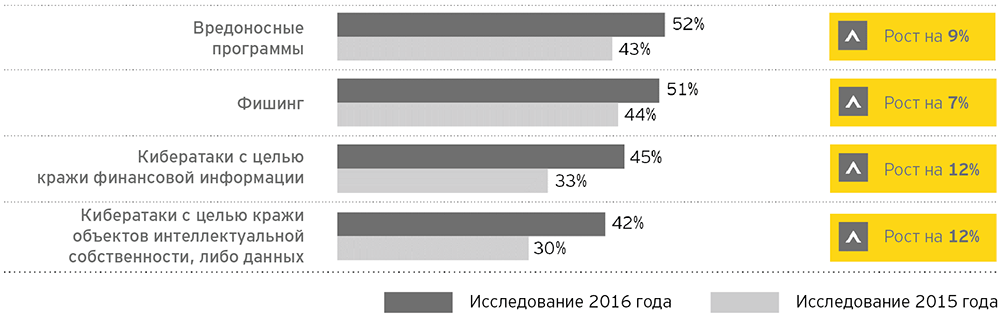 Вредоносные
программы
52%
43%
Рост на 9%
Фишинг
51%
44%
Рост на 7%
Кибератаки с целью
кражи финансовой информации
45%
33%
Рост на 12%
Кибератаки с целью кражи
объектов интеллектуальной
собственности, либо данных
42%
30%
Рост на 12%
Исследование 2016 года
Исследование 2015 года